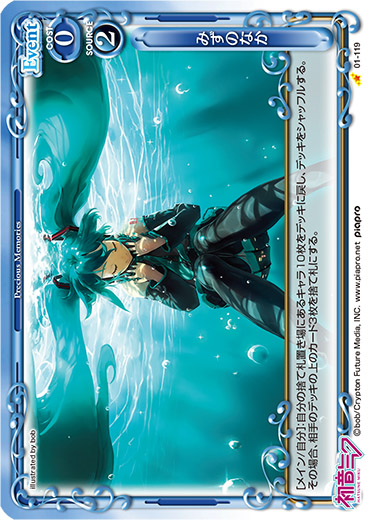 Event
COST
0
SOURCE
2
みずのなか
Precious Memories
illustrated by bob
[メイン/自分]:自分の捨て札置き場にあるキャラ10枚をデッキに戻し、デッキをシャッフルする。
その場合、相手のデッキの上のカード3枚を捨て札にする。
初音ミク
HATSUNE MIKU
©bob/Crypton Future Media, INC. www.piapro.net piapro
01-119